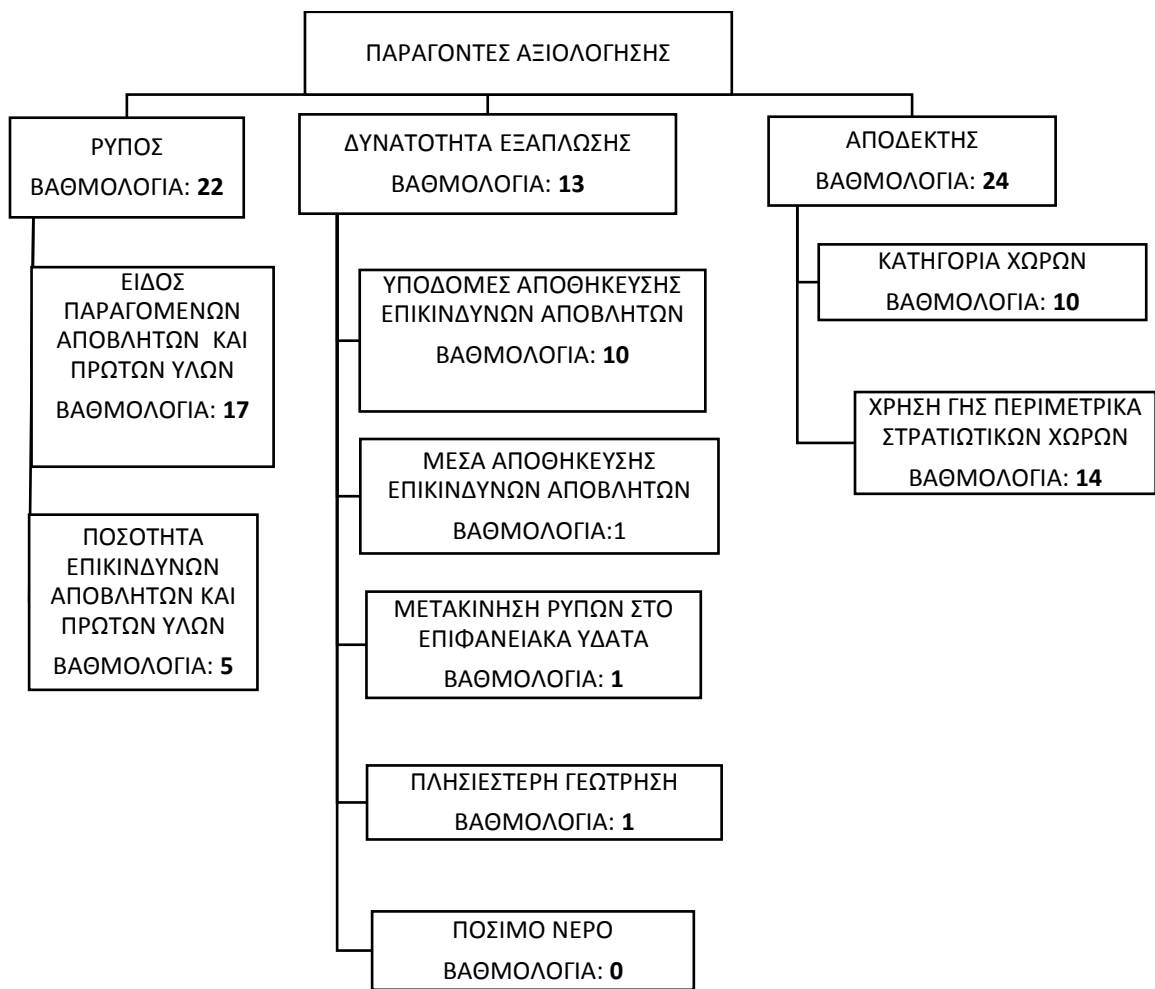 ΠΑΡΑΓΟΝΤΕΣ ΑΞΙΟΛΟΓΗΣΗΣ
ΡΥΠΟΣ
ΒΑΘΜΟΛΟΓΙΑ: 22
ΕΙΔΟΣ
ΠΑΡΑΓΟΜΕΝΩΝ
ΑΠΟΒΛΗΤΩΝ ΚΑΙ
ΠΡΩΤΩΝ ΥΛΩΝ
ΒΑΘΜΟΛΟΓΙΑ: 17
ΠΟΣΟΤΗΤΑ
ΕΠΙΚΙΝΔΥΝΩΝ
ΑΠΟΒΛΗΤΩΝ ΚΑΙ
ΠΡΩΤΩΝ ΥΛΩΝ
ΒΑΘΜΟΛΟΓΙΑ: 5
ΔΥΝΑΤΟΤΗΤΑ ΕΞΑΠΛΩΣΗΣ
ΒΑΘΜΟΛΟΓΙΑ: 13
ΥΠΟΔΟΜΕΣ ΑΠΟΘΗΚΕΥΣΗΣ
ΕΠΙΚΙΝΔΥΝΩΝ ΑΠΟΒΛΗΤΩΝ
ΒΑΘΜΟΛΟΓΙΑ: 10
ΜΕΣΑ ΑΠΟΘΗΚΕΥΣΗΣ
ΕΠΙΚΙΝΔΥΝΩΝ ΑΠΟΒΛΗΤΩΝ
ΒΑΘΜΟΛΟΓΙΑ:1
ΜΕΤΑΚΙΝΗΣΗ ΡΥΠΩΝ ΣΤΟ
ΕΠΙΦΑΝΕΙΑΚΑ ΥΔΑΤΑ
ΒΑΘΜΟΛΟΓΙΑ: 1
ΠΛΗΣΙΕΣΤΕΡΗ ΓΕΩΤΡΗΣΗ
ΒΑΘΜΟΛΟΓΙΑ: 1
ΠΟΣΙΜΟ ΝΕΡΟ
ΒΑΘΜΟΛΟΓΙΑ: 0
ΑΠΟΔΕΚΤΗΣ
ΒΑΘΜΟΛΟΓΙΑ: 24
ΚΑΤΗΓΟΡΙΑ ΧΩΡΩΝ
ΒΑΘΜΟΛΟΓΙΑ: 10
ΧΡΗΣΗ ΓΗΣ ΠΕΡΙΜΕΤΡΙΚΑ
ΣΤΡΑΤΙΩΤΙΚΩΝ ΧΩΡΩΝ
ΒΑΘΜΟΛΟΓΙΑ: 14